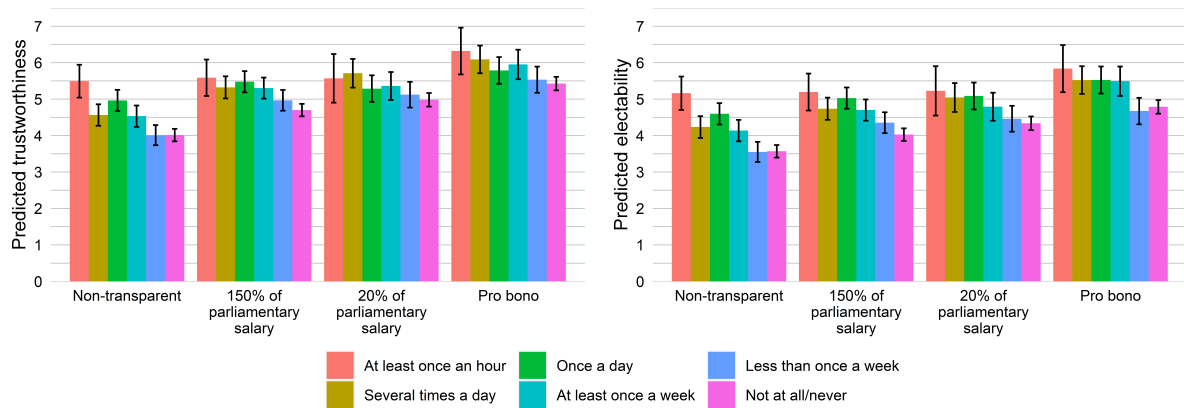 Predicted trustworthiness
7
6
5
4
3
2
1
0
Non-transparent
150% of
parliamentary
salary
20% of
parliamentary
salary
Pro bono
Predicted electability
7
6
5
4
3
2
1
0
Non-transparent
150% of
parliamentary
salary
20% of
parliamentary
salary
Pro bono
At least once an hour
Once a day
Less than once a week
Several times a day
At least once a week
Not at all/never